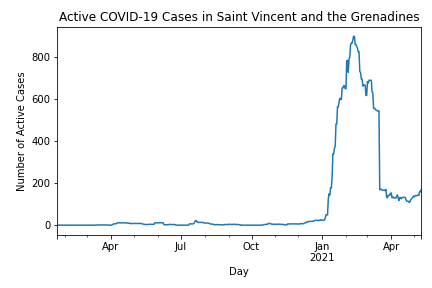 Active COVID-19 Cases in Saint Vincent and the Grenadines
Number of Active Cases
800
600
400
200
0
Apr
Jul
Oct
Jan
2021
Apr
Day